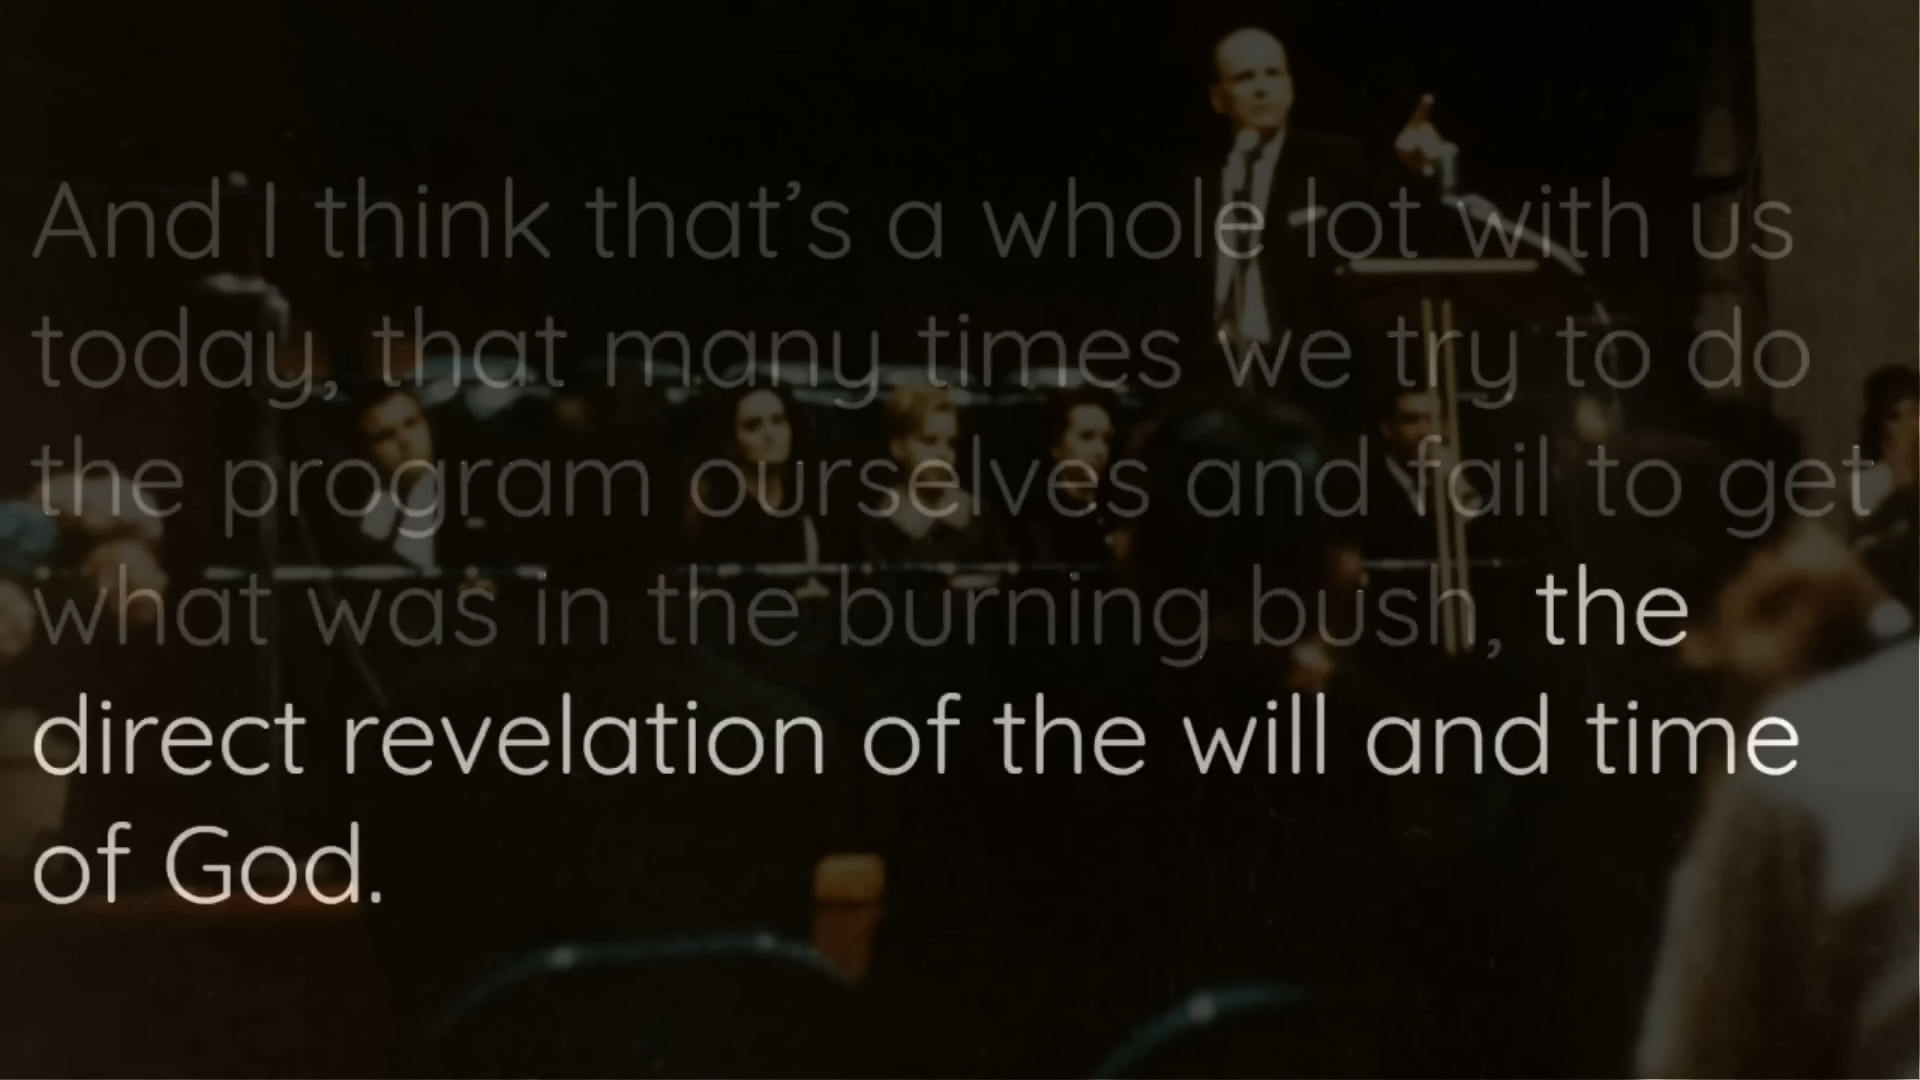 And I think that’s a whole lot with us
today, that many times we try to do
the program ourselves and fail to get
what was in the burning bush, the
direct revelation of the will and time
of God.